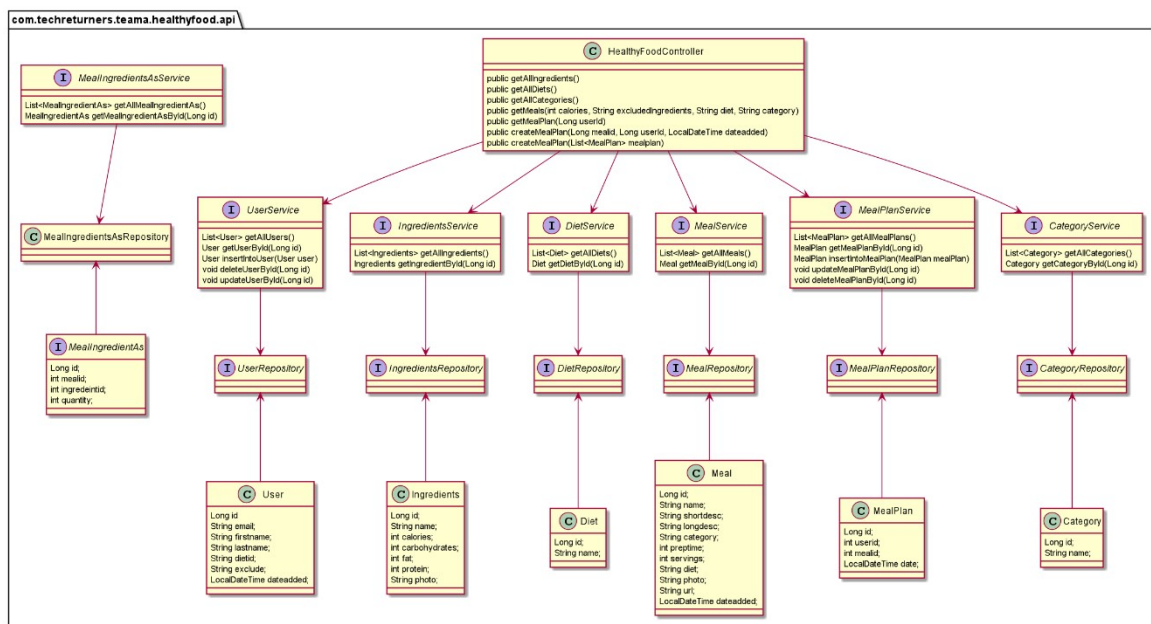 com.techreturners.teama.healthyfood.api
C HealthyFoodController
public getAllIngredients()
public getAllDiets()
public getAllCategories()
public getMeals(int calories, String excludedIngredients, String diet, String category)
public getMealPlan(Long userId)
public createMealPlan(Long mealid, Long userId, LocalDateTime dateadded)
public createMealPlan(List<MealPlan> mealplan)
I MealIngredientsAsService
List<MealIngredientAs> getAllMealIngredientAs()
MealIngredientAs getMealIngredientAsById(Long id)
I UserService
List<User> getAllUsers()
User getUserById(Long id)
User insertIntoUser(User user)
void deleteUserById(Long id)
void updateUserById(Long id)
I IngredientsService
List<Ingredients> getAllIngredients()
Ingredients getIngredientById(Long id)
I DietService
List<Diet> getAllDiets()
Diet getDietById(Long id)
I MealService
List<Meal> getAllMeals()
Meal getMealById(Long id)
I MealPlanService
List<MealPlan> getAllMealPlans()
MealPlan getMealPlanById(Long id)
MealPlan insertIntoMealPlan(MealPlan mealPlan)
void updateMealPlanById(Long id)
void deleteMealPlanById(Long id)
I CategoryService
List<Category> getAllCategories()
Category getCategoryById(Long id)
C MealIngredientsAsRepository
I MealIngredientAs
Long id;
int mealid;
int ingredeintid;
int quantity;
I UserRepository
I IngredientsRepository
I DietRepository
I MealRepository
I MealPlanRepository
I CategoryRepository
C User
Long id
String email;
String firstname;
String lastname;
String dietid;
String exclude;
LocalDateTime dateadded;
C Ingredients
Long id;
String name;
int calories;
int carbohydrates;
int fat;
int protein;
String photo;
C Diet
Long id;
String name;
C Meal
Long id;
String name;
String shortdesc;
String longdesc;
String category;
int preptime;
int servings;
String diet;
String photo;
String url;
LocalDateTime dateadded;
C MealPlan
Long id;
int userid;
int mealid;
LocalDateTime date;
C Category
Long id;
String name;